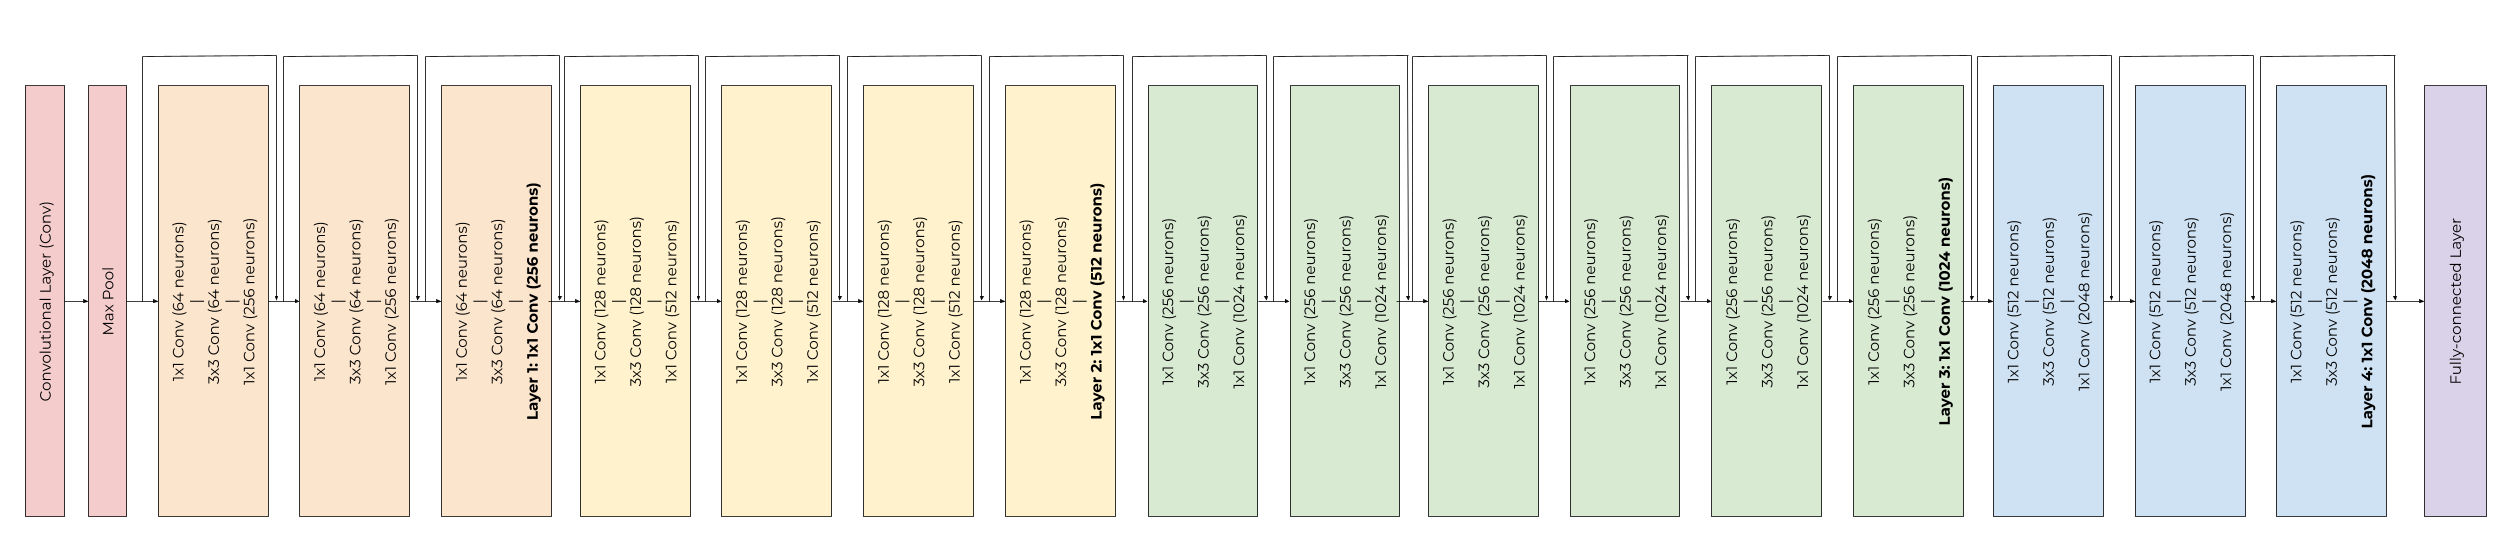 Convolutional Layer (Conv)
Max Pool
1x1 Conv (64 neurons)
3x3 Conv (64 neurons)
1x1 Conv (256 neurons)
1x1 Conv (64 neurons)
3x3 Conv (64 neurons)
1x1 Conv (256 neurons)
1x1 Conv (64 neurons)
3x3 Conv (64 neurons)
Layer 1: 1x1 Conv (256 neurons)
1x1 Conv (128 neurons)
3x3 Conv (128 neurons)
1x1 Conv (512 neurons)
1x1 Conv (128 neurons)
3x3 Conv (128 neurons)
1x1 Conv (512 neurons)
1x1 Conv (128 neurons)
3x3 Conv (128 neurons)
1x1 Conv (512 neurons)
1x1 Conv (128 neurons)
3x3 Conv (128 neurons)
Layer 2: 1x1 Conv (512 neurons)
1x1 Conv (256 neurons)
3x3 Conv (256 neurons)
1x1 Conv (1024 neurons)
1x1 Conv (256 neurons)
3x3 Conv (256 neurons)
1x1 Conv (1024 neurons)
1x1 Conv (256 neurons)
3x3 Conv (256 neurons)
1x1 Conv (1024 neurons)
1x1 Conv (256 neurons)
3x3 Conv (256 neurons)
1x1 Conv (1024 neurons)
1x1 Conv (256 neurons)
3x3 Conv (256 neurons)
1x1 Conv (1024 neurons)
1x1 Conv (256 neurons)
3x3 Conv (256 neurons)
Layer 3: 1x1 Conv (1024 neurons)
1x1 Conv (512 neurons)
3x3 Conv (512 neurons)
1x1 Conv (2048 neurons)
1x1 Conv (512 neurons)
3x3 Conv (512 neurons)
1x1 Conv (2048 neurons)
1x1 Conv (512 neurons)
3x3 Conv (512 neurons)
Layer 4: 1x1 Conv (2048 neurons)
Fully-connected Layer